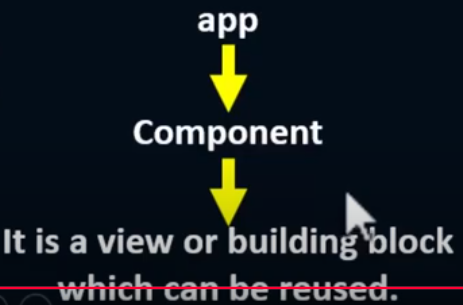 app
Component
It is a view or building block
which can be reused